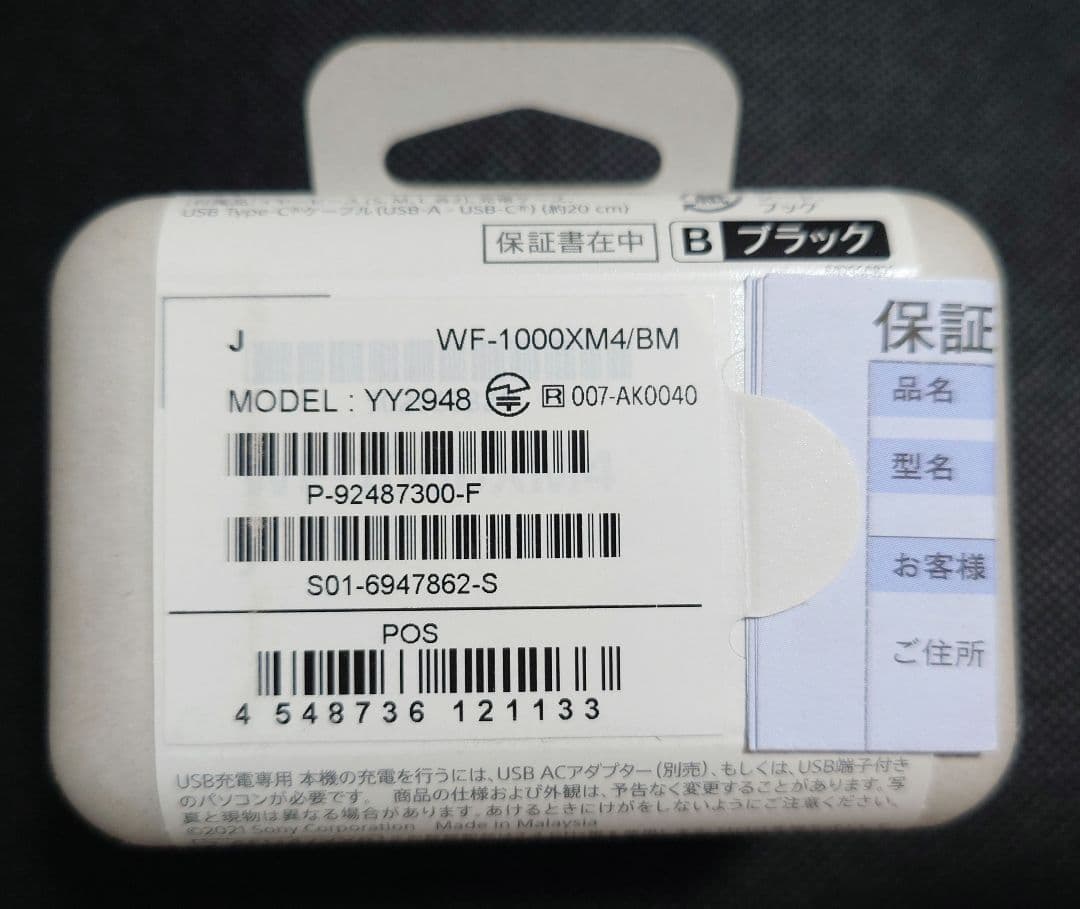 USB Type-C®ケーブル(USB-A - USB-C®) (約20 cm)
保証書在中
B ブラック
J WF-1000XM4/BM
MODEL : YY2948 R 007-AK0040
P-92487300-F
S01-6947862-S
POS
4 548736 121133
保証
品名
型名
お客様
ご住所
USB充電専用 本機の充電を行うには、USB ACアダプター(別売)、もしくは、USB端子付き
のパソコンが必要です。 商品の仕様および外観は、予告なく変更することがあります。写
真と現物は異なる場合があります。あけるときにけがをしないようにご注意ください。
©2021 Sony Corporation Made in Malaysia